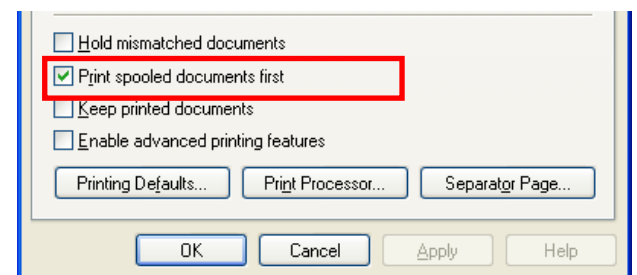 Hold mismatched documents
Print spooled documents first
Keep printed documents
Enable advanced printing features
Printing Defaults... Print Processor... Separator Page...
OK Cancel Apply Help